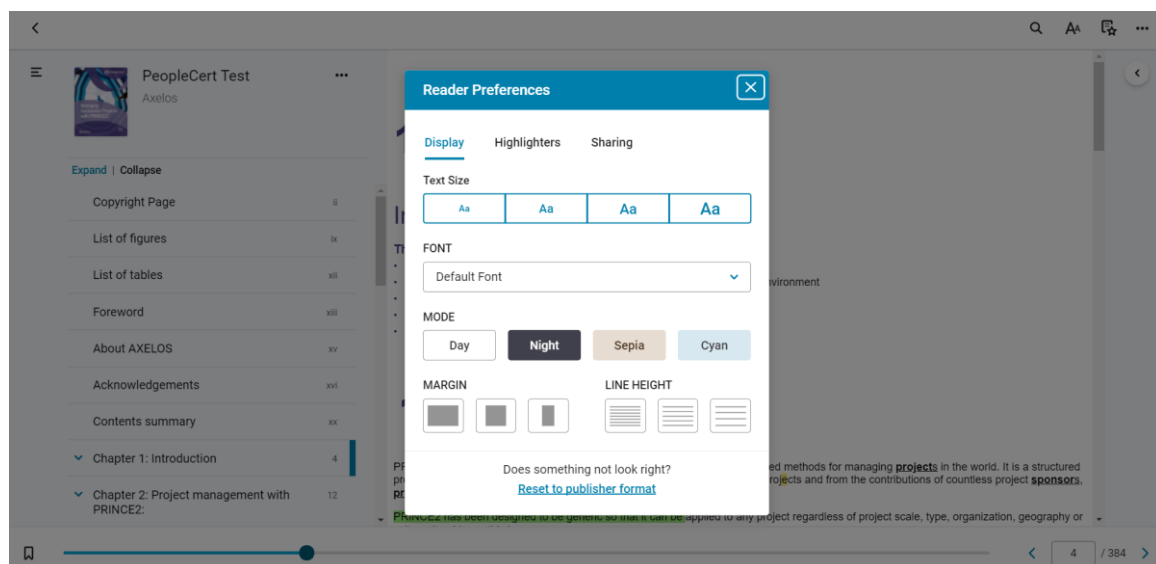 AA
PeopleCert Test
Axelos
Expand | Collapse
Copyright Page ii
List of figures ix
List of tables xii
Foreword xiii
About AXELOS xv
Acknowledgements xvi
Contents summary xx
Chapter 1: Introduction 4
Chapter 2: Project management with 12
PRINCE2:
Reader Preferences
Display Highlighters Sharing
Text Size
Aa Aa Aa Aa
FONT
Default Font
MODE
Day Night Sepia Cyan
MARGIN LINE HEIGHT
Does something not look right?
Reset to publisher format
In
Th
vironment
PR ed methods for managing projects in the world. It is a structured
pr rojects and from the contributions of countless project sponsors,
pr
PRINCE2 has been designed to be generic so that it can be applied to any project regardless of project scale, type, organization, geography or
4 / 384